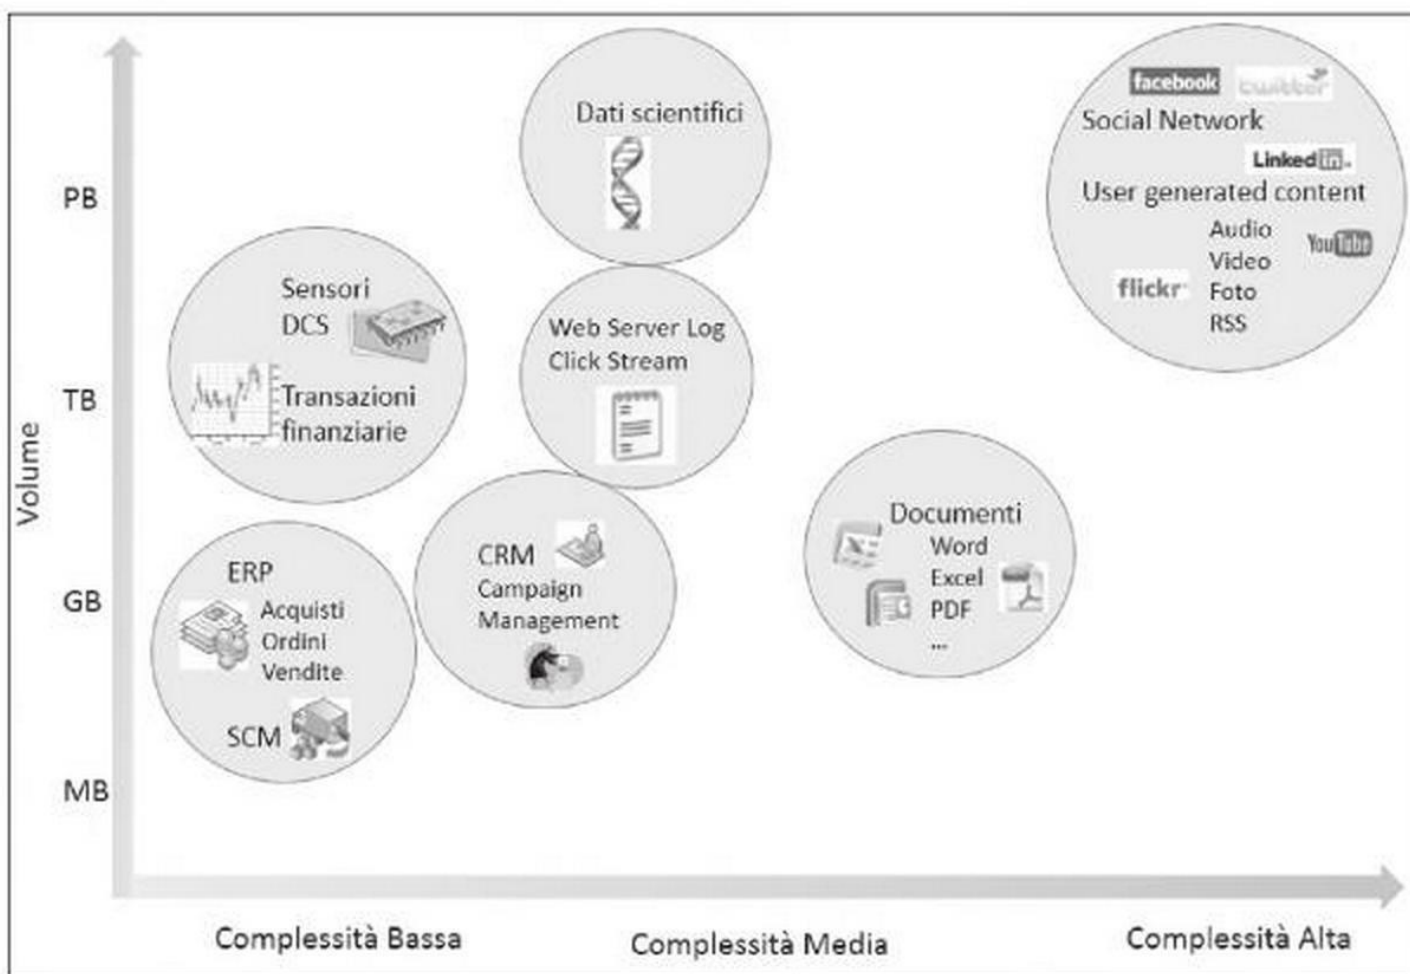 Volume
PB
TB
GB
MB
Dati scientifici
facebook
twitter
Social Network
LinkedIn
User generated content
Audio
Video
Foto
RSS
YouTube
flickr
Sensori
DCS
Transazioni
finanziarie
Web Server Log
Click Stream
ERP
Acquisti
Ordini
Vendite
SCM
CRM
Campaign
Management
Documenti
Word
Excel
PDF
...
Complessità Bassa
Complessità Media
Complessità Alta